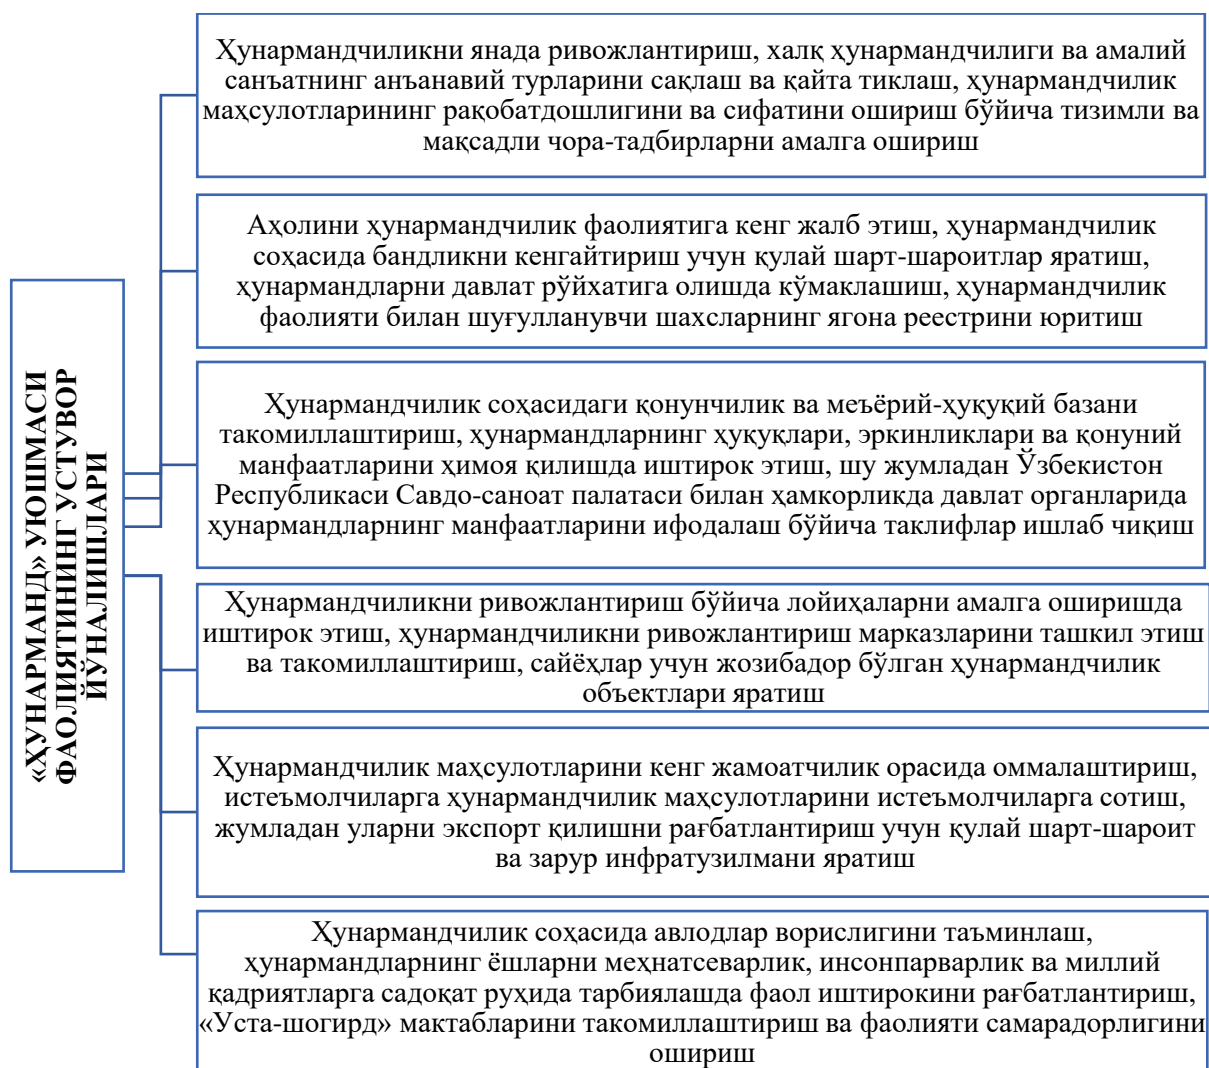 «ҲУНАРМАНД» УЮШМАСИ
ФАОЛИЯТИНИНГ УСТУВОР
ЙЎНАЛИШЛАРИ
Ҳунармандчиликни янада ривожлантириш, халқ ҳунармандчилиги ва амалий
санъатнинг анъанавий турларини сақлаш ва қайта тиклаш, ҳунармандчилик
маҳсулотларининг рақобатдошлигини ва сифатини ошириш бўйича тизимли ва
мақсадли чора-тадбирларни амалга ошириш
Аҳолини ҳунармандчилик фаолиятига кенг жалб этиш, ҳунармандчилик
соҳасида бандликни кенгайтириш учун қулай шарт-шароитлар яратиш,
ҳунармандларни давлат рўйхатига олишда кўмаклашиш, ҳунармандчилик
фаолияти билан шуғулланувчи шахсларнинг ягона реестрини юритиш
Ҳунармандчилик соҳасидаги қонунчилик ва меъёрий-ҳуқуқий базани
такомиллаштириш, ҳунармандларнинг ҳуқуқлари, эркинликлари ва қонуний
манфаатларини ҳимоя қилишда иштирок этиш, шу жумладан Ўзбекистон
Республикаси Савдо-саноат палатаси билан ҳамкорликда давлат органларида
ҳунармандларнинг манфаатларини ифодалаш бўйича таклифлар ишлаб чиқиш
Ҳунармандчиликни ривожлантириш бўйича лойиҳаларни амалга оширишда
иштирок этиш, ҳунармандчиликни ривожлантириш марказларини ташкил этиш
ва такомиллаштириш, сайёҳлар учун жозибадор бўлган ҳунармандчилик
объектлари яратиш
Ҳунармандчилик маҳсулотларини кенг жамоатчилик орасида оммалаштириш,
истеъмолчиларга ҳунармандчилик маҳсулотларини истеъмолчиларга сотиш,
жумладан уларни экспорт қилишни рағбатлантириш учун қулай шарт-шароит
ва зарур инфратузилмани яратиш
Ҳунармандчилик соҳасида авлодлар ворислигини таъминлаш,
ҳунармандларнинг ёшларни меҳнатсеварлик, инсонпарварлик ва миллий
қадриятларга садоқат руҳида тарбиялашда фаол иштирокини рағбатлантириш,
«Уста-шогирд» мактабларини такомиллаштириш ва фаолияти самарадорлигини
ошириш